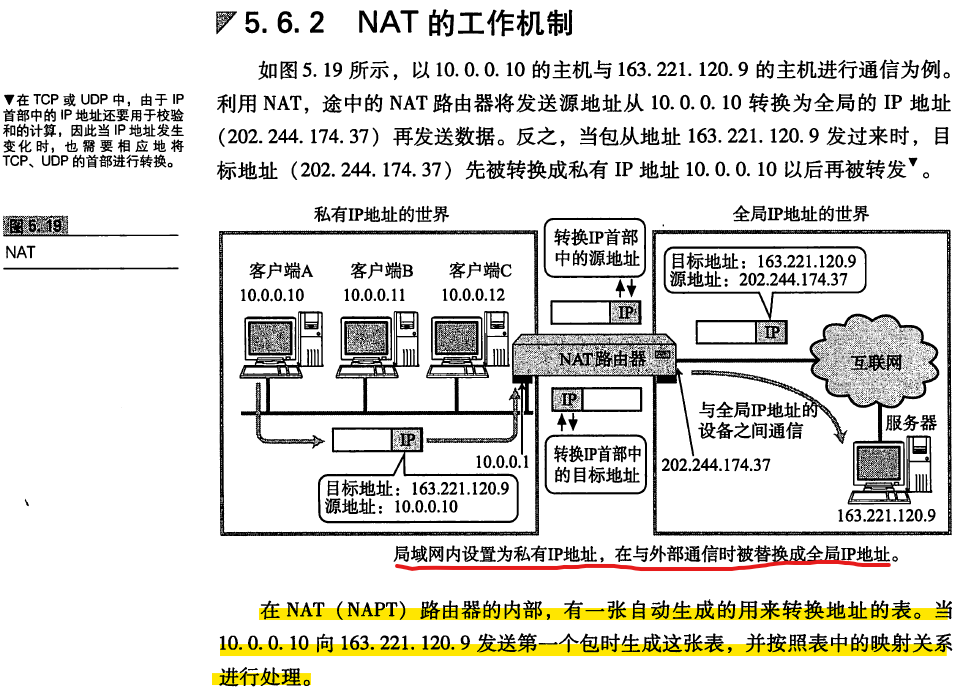 5.6.2 NAT 的工作机制
如图5.19 所示，以10.0.0.10 的主机与163.221.120.9 的主机进行通信为例。
利用 NAT，途中的 NAT 路由器将发送源地址从 10.0.0.10 转换为全局的 IP 地址
(202.244.174.37) 再发送数据。反之，当包从地址 163.221.120.9 发过来时，目
标地址 (202.244.174.37) 先被转换成私有 IP 地址 10.0.0.10 以后再被转发▼。
▼在 TCP 或 UDP 中，由于 IP
首部中的 IP 地址还要用于校验
和的计算，因此当 IP 地址发生
变化时，也需要相应地将
TCP、UDP 的首部进行转换。
图 5.19
NAT
私有IP地址的世界
全局IP地址的世界
转换IP首部
中的源地址
目标地址：163.221.120.9
源地址：202.244.174.37
客户端A
客户端B
客户端C
10.0.0.10
10.0.0.11
10.0.0.12
IP
IP
NAT路由器
互联网
IP
IP
与全局IP地址的
设备之间通信
服务器
10.0.0.1
转换IP首部中
的目标地址
202.244.174.37
目标地址：163.221.120.9
源地址：10.0.0.10
163.221.120.9
局域网内设置为私有IP地址，在与外部通信时被替换成全局IP地址。
在 NAT（NAPT）路由器的内部，有一张自动生成的用来转换地址的表。当
10.0.0.10 向 163.221.120.9 发送第一个包时生成这张表，并按照表中的映射关系
进行处理。